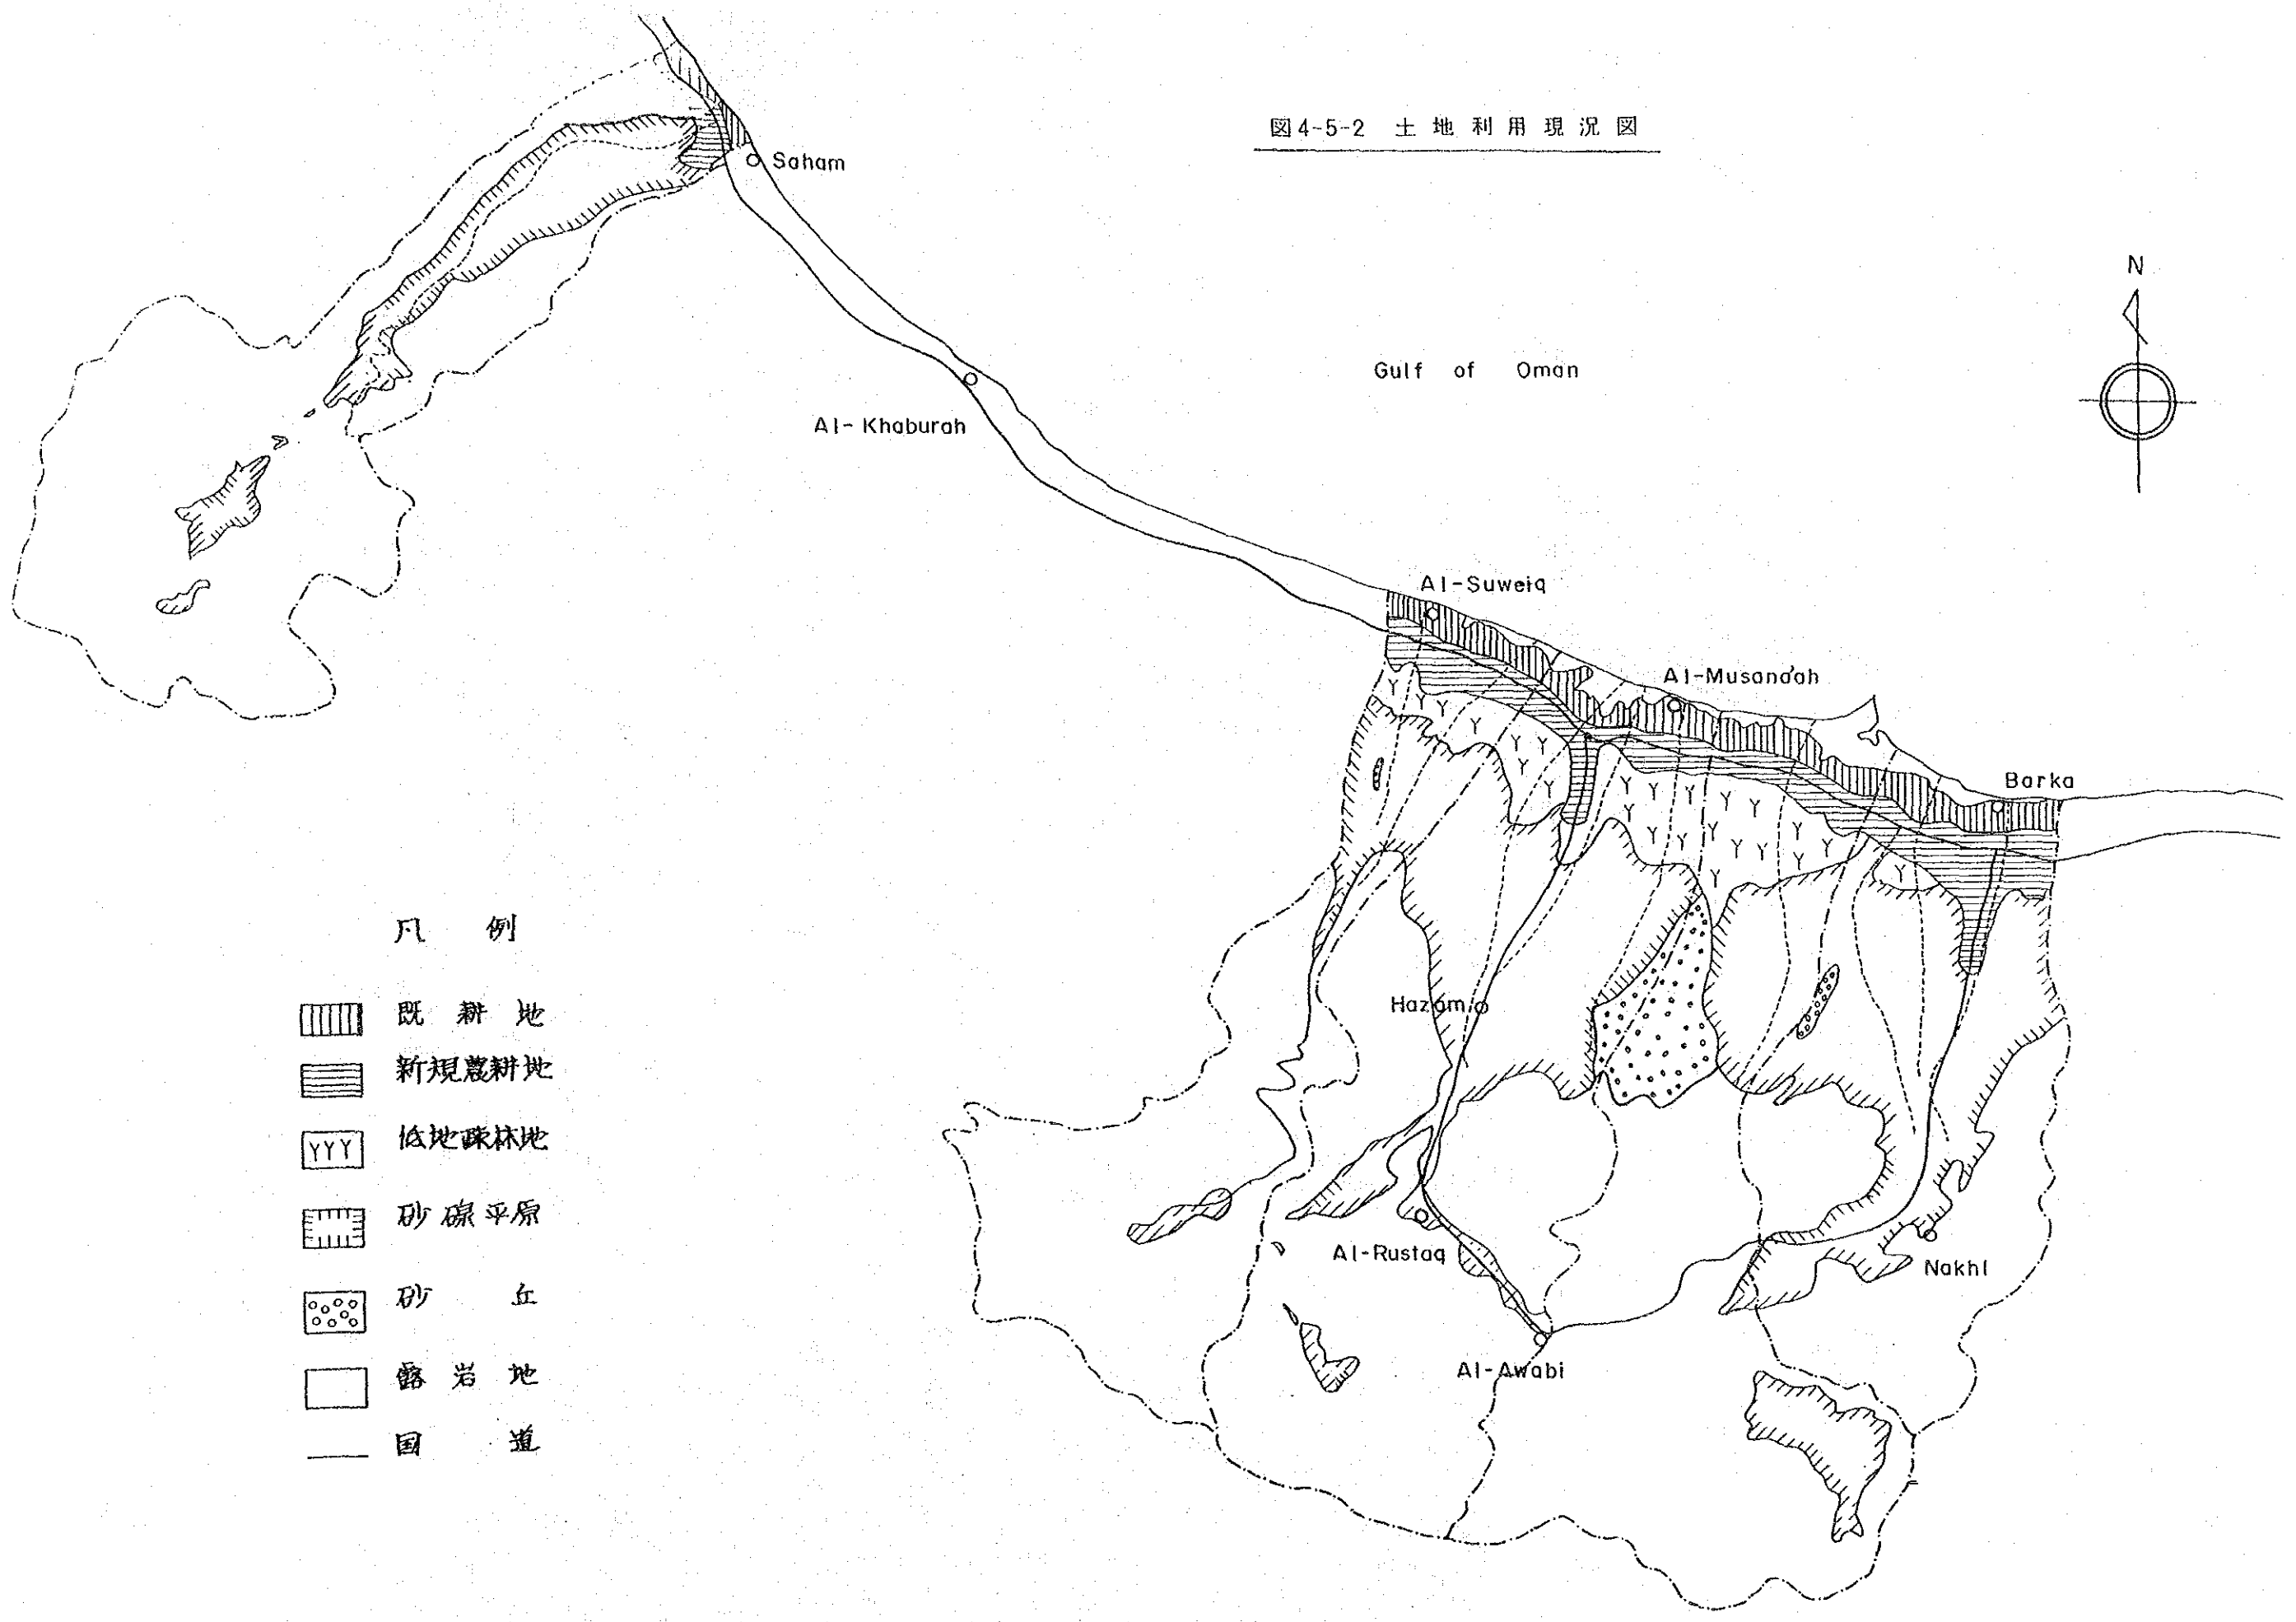 図4-5-2 土地利用現況図
Saham
N
Gulf of Oman
Al-Khaburah
Al-Suweiq
Al-Musanda'h
Barka
凡例
既耕地
新規農耕地
低地疎林地
砂礫平原
砂丘
露岩地
国道
Hazam
Al-Rustaq
Nakhl
Al-Awabi